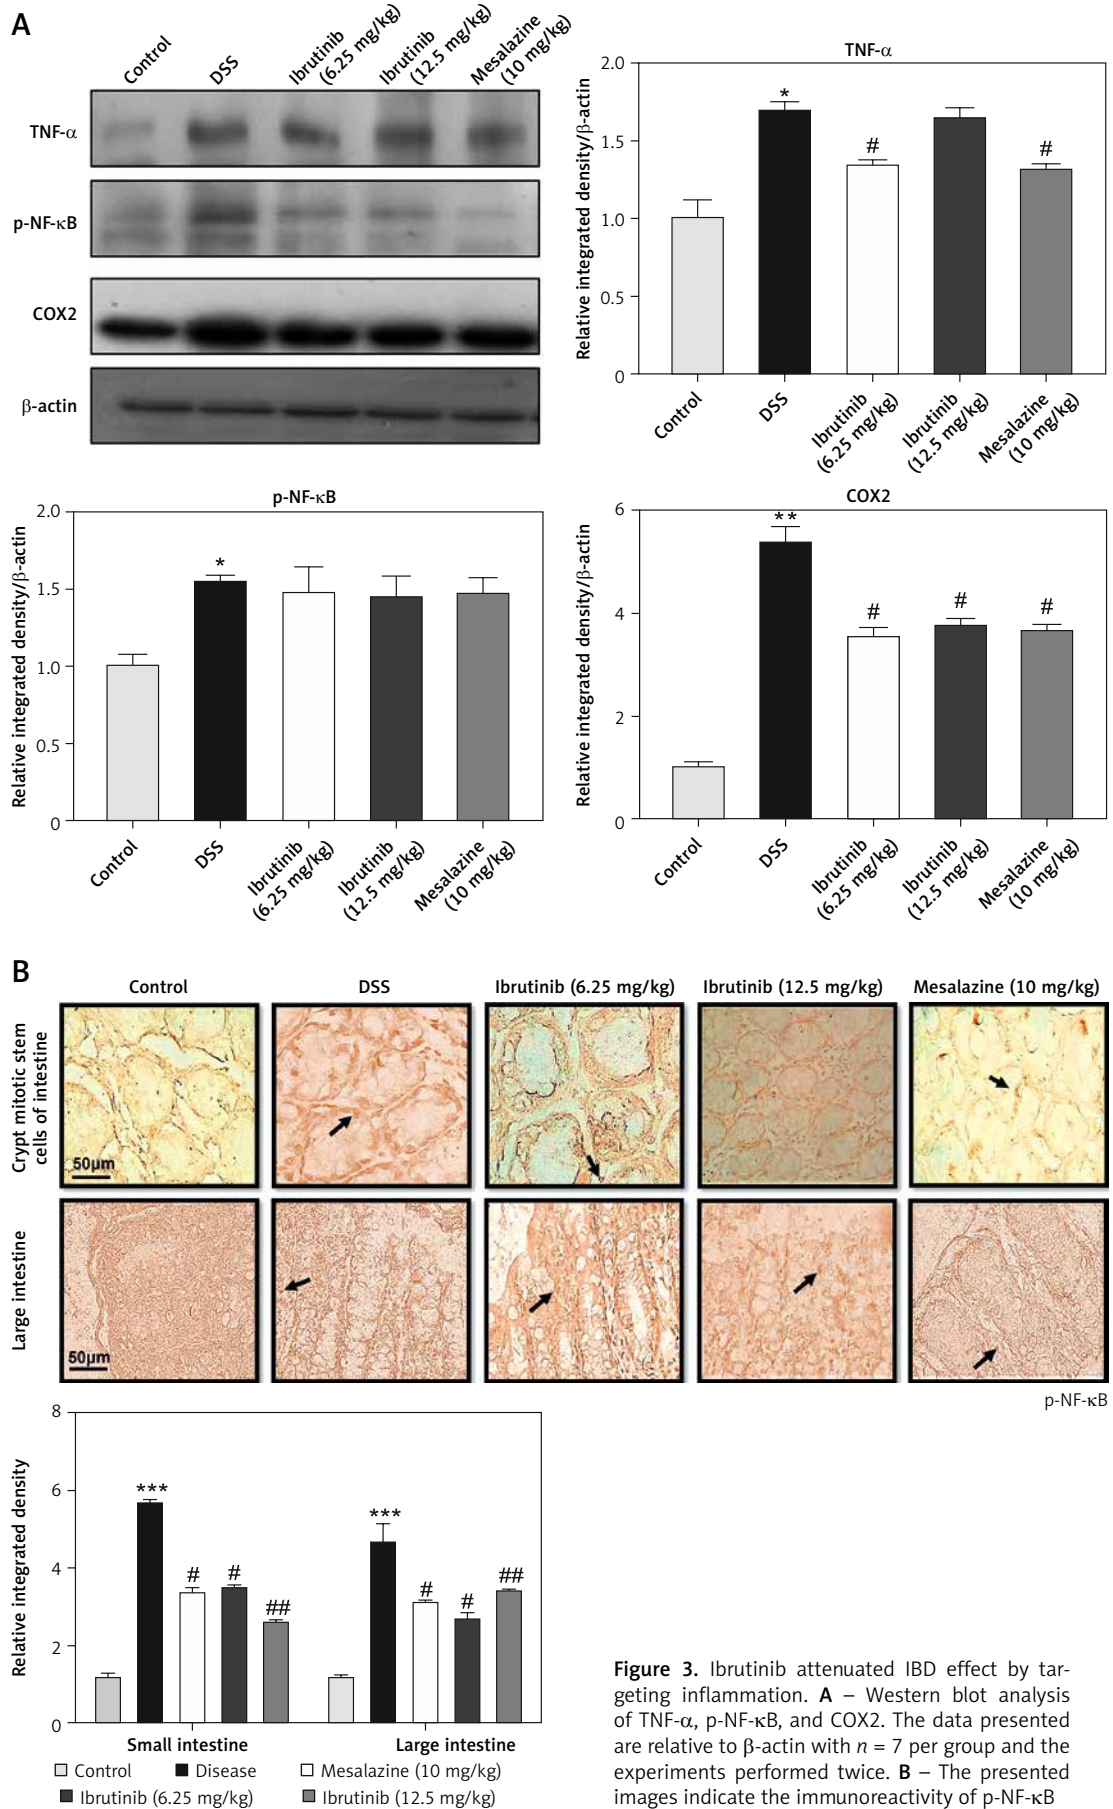 A
Control
DSS
Ibrutinib
(6.25 mg/kg)
Ibrutinib
(12.5 mg/kg)
Mesalazine
(10 mg/kg)
TNF-α
p-NF-κB
COX2
β-actin
TNF-α
Relative integrated density/β-actin
2.0
1.5
1.0
0.5
0
*
#
#
Control
DSS
Ibrutinib
(6.25 mg/kg)
Ibrutinib
(12.5 mg/kg)
Mesalazine
(10 mg/kg)
p-NF-κB
Relative integrated density/β-actin
2.0
1.5
1.0
0.5
0
*
Control
DSS
Ibrutinib
(6.25 mg/kg)
Ibrutinib
(12.5 mg/kg)
Mesalazine
(10 mg/kg)
COX2
Relative integrated density/β-actin
6
4
2
0
**
#
#
#
Control
DSS
Ibrutinib
(6.25 mg/kg)
Ibrutinib
(12.5 mg/kg)
Mesalazine
(10 mg/kg)
B
Control
DSS
Ibrutinib (6.25 mg/kg)
Ibrutinib (12.5 mg/kg)
Mesalazine (10 mg/kg)
Crypt mitotic stem
cells of intestine
50μm
Large intestine
50μm
p-NF-κB
Relative integrated density
8
6
4
2
0
***
#
#
##
***
#
#
##
Small intestine
Large intestine
Control
Disease
Mesalazine (10 mg/kg)
Ibrutinib (6.25 mg/kg)
Ibrutinib (12.5 mg/kg)
Figure 3. Ibrutinib attenuated IBD effect by tar-
geting inflammation. A – Western blot analysis
of TNF-α, p-NF-κB, and COX2. The data presented
are relative to β-actin with n = 7 per group and the
experiments performed twice. B – The presented
images indicate the immunoreactivity of p-NF-κB